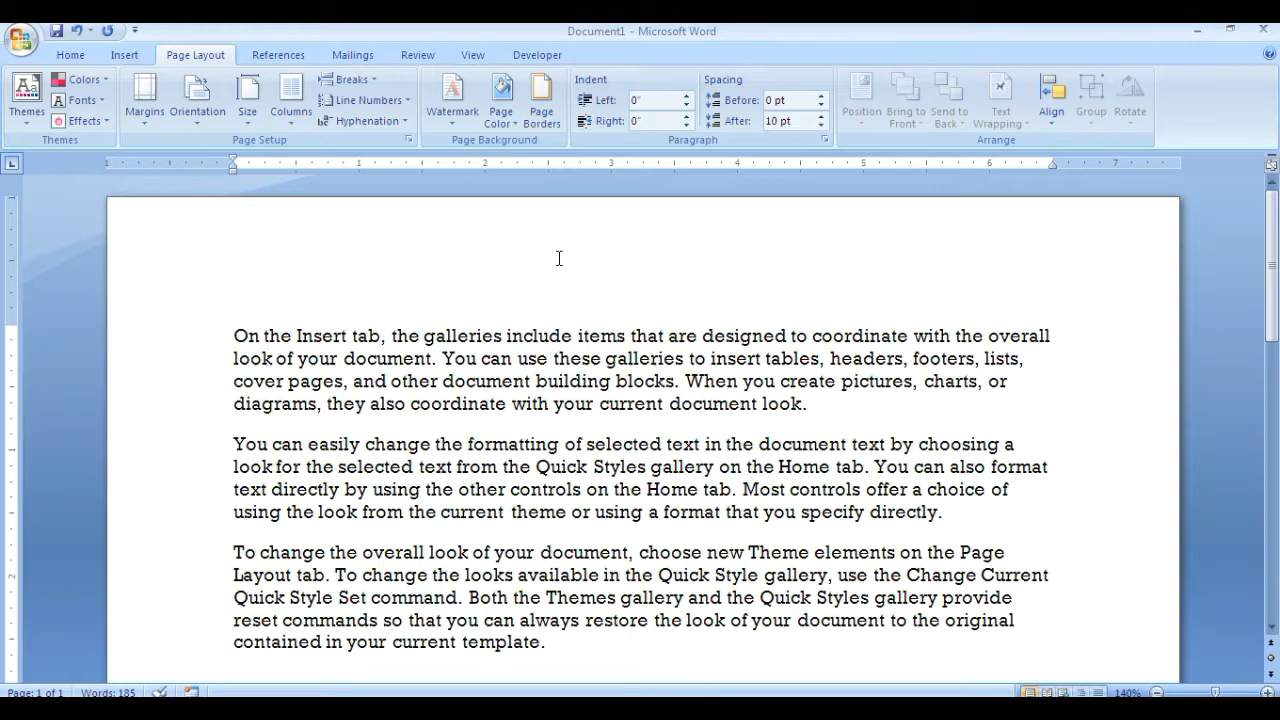 Document1 - Microsoft Word
Home Insert Page Layout References Mailings Review View Developer
Themes
Colors
Fonts
Effects
Themes
Margins
Orientation
Size
Columns
Breaks
Line Numbers
Hyphenation
Page Setup
Watermark
Page Color
Page Borders
Page Background
Indent
Left: 0"
Right: 0"
Spacing
Before: 0 pt
After: 10 pt
Paragraph
Position
Bring to Front
Send to Back
Text Wrapping
Align
Group
Rotate
Arrange
1 1 2 3 4 5 6 7
On the Insert tab, the galleries include items that are designed to coordinate with the overall
look of your document. You can use these galleries to insert tables, headers, footers, lists,
cover pages, and other document building blocks. When you create pictures, charts, or
diagrams, they also coordinate with your current document look.
You can easily change the formatting of selected text in the document text by choosing a
look for the selected text from the Quick Styles gallery on the Home tab. You can also format
text directly by using the other controls on the Home tab. Most controls offer a choice of
using the look from the current theme or using a format that you specify directly.
To change the overall look of your document, choose new Theme elements on the Page
Layout tab. To change the looks available in the Quick Style gallery, use the Change Current
Quick Style Set command. Both the Themes gallery and the Quick Styles gallery provide
reset commands so that you can always restore the look of your document to the original
contained in your current template.
Page: 1 of 1 Words: 185 140%